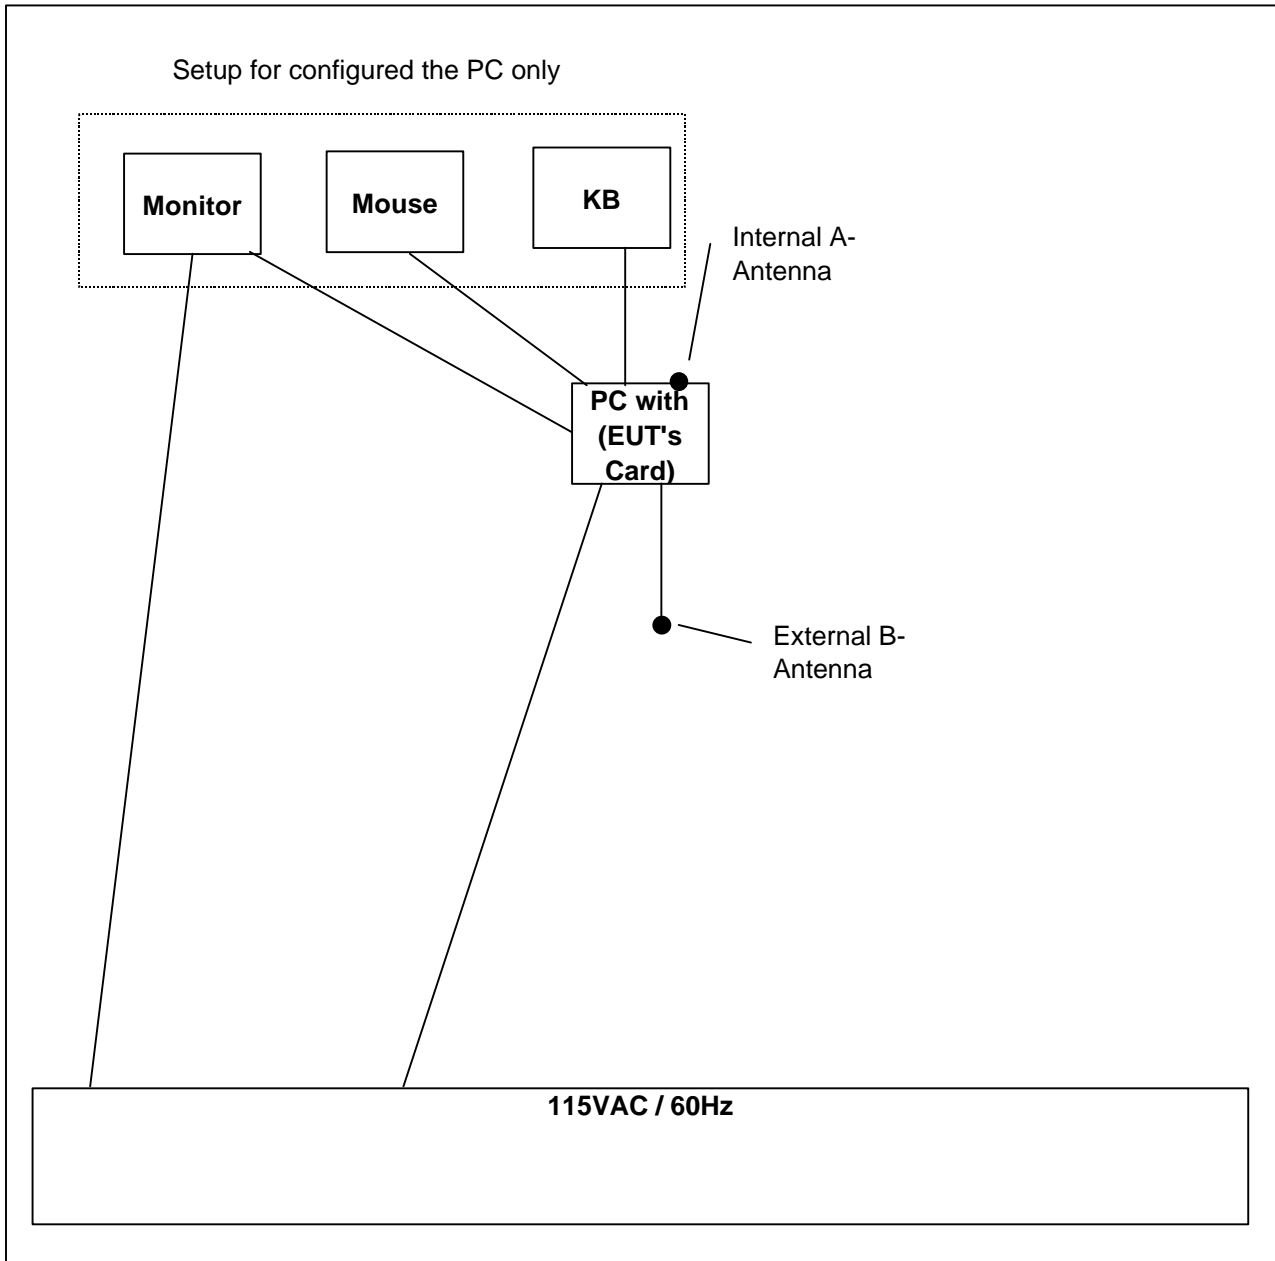 Setup for configured the PC only
Monitor
Mouse
KB
Internal A-
Antenna
PC with
(EUT's
Card)
External B-
Antenna
115VAC / 60Hz